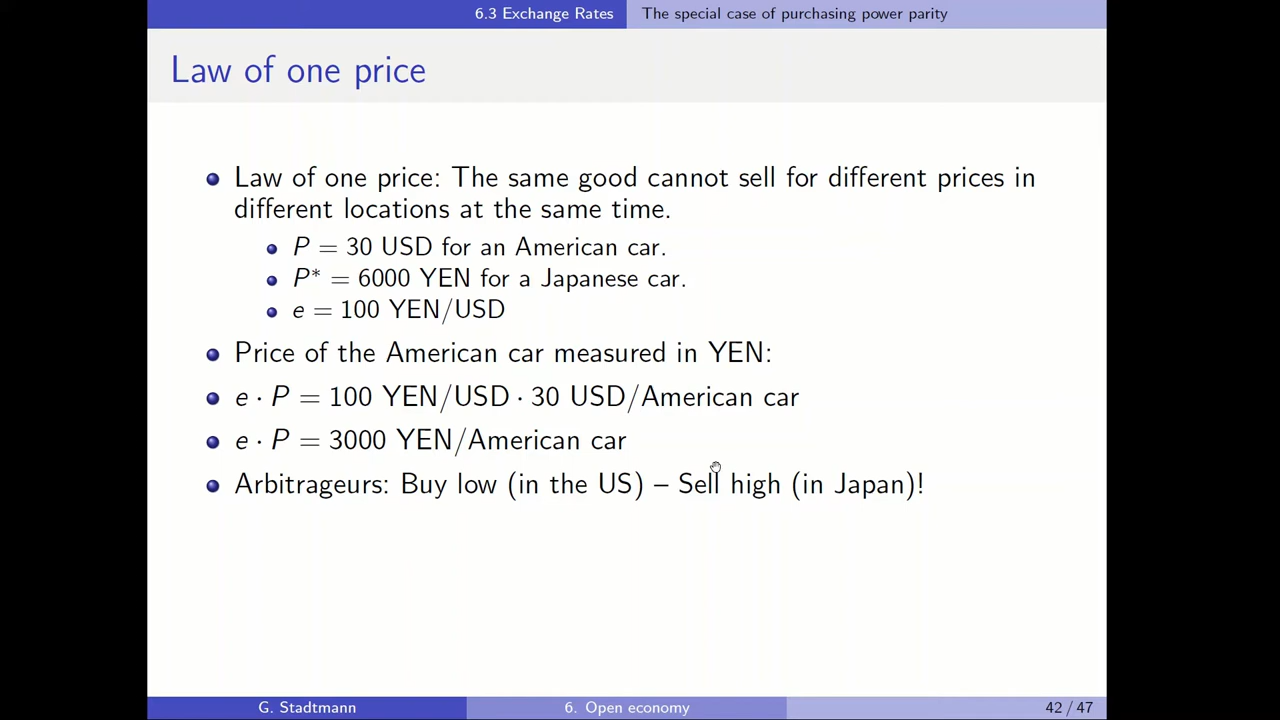 6.3 Exchange Rates The special case of purchasing power parity
Law of one price
Law of one price: The same good cannot sell for different prices in
different locations at the same time.
P = 30 USD for an American car.
P* = 6000 YEN for a Japanese car.
e = 100 YEN/USD
Price of the American car measured in YEN:
e · P = 100 YEN/USD · 30 USD/American car
e · P = 3000 YEN/American car
Arbitrageurs: Buy low (in the US) – Sell high (in Japan)!
G. Stadtmann 6. Open economy 42 / 47